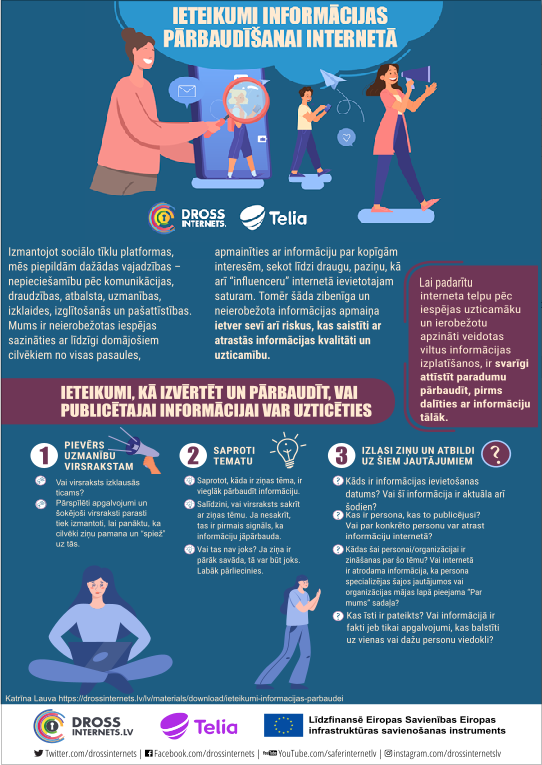 IETEIKUMI INFORMĀCIJAS
PĀRBAUDĪŠANAI INTERNETĀ
DROSS
INTERNETS.
Telia
Izmantojot sociālo tīklu platformas,
mēs piepildām dažādas vajadzības –
nepieciešamību pēc komunikācijas,
draudzības, atbalsta, uzmanības,
izklaides, izglītošanās un pašattīstības.
Mums ir neierobežotas iespējas
sazināties ar līdzīgi domājošiem
cilvēkiem no visas pasaules,
apmainīties ar informāciju par kopīgām
interesēm, sekot līdzi draugu, paziņu, kā
arī "influenceru" internetā ievietotajam
saturam. Tomēr šāda zibenīga un
neierobežota informācijas apmaiņa
ietver sevī arī riskus, kas saistīti ar
atrastās informācijas kvalitāti un
uzticamību.
Lai padarītu
interneta telpu pēc
iespējas uzticamāku
un ierobežotu
apzināti veidotas
viltus informācijas
izplatīšanos, ir svarīgi
attīstīt paradumu
pārbaudīt, pirms
dalīties ar informāciju
tālāk.
IETEIKUMI, KĀ IZVĒRTĒT UN PĀRBAUDĪT, VAI
PUBLICĒTAJAI INFORMĀCIJAI VAR UZTICĒTIES
1 PIEVĒRS
UZMANĪBU
VIRSRAKSTAM
Vai virsraksts izklausās
ticams?
Pārspīlēti apgalvojumi un
šokējoši virsraksti parasti
tiek izmantoti, lai panāktu, ka
cilvēki ziņu pamana un "spiež"
uz tās.
2 SAPROTI
TEMATU
Saprotot, kāda ir ziņas tēma, ir
vieglāk pārbaudīt informāciju.
Salīdzini, vai virsraksts sakrīt
ar ziņas tēmu. Ja nesakrīt,
tas ir pirmais signāls, ka
informāciju jāpārbauda.
Vai tas nav joks? Ja ziņa ir
pārāk savāda, tā var būt joks.
Labāk pārliecinies.
3 IZLASI ZIŅU UN ATBILDI
UZ ŠIEM JAUTĀJUMIEM
?
? Kāds ir informācijas ievietošanas
datums? Vai šī informācija ir aktuāla arī
šodien?
? Kas ir persona, kas to publicējusi?
Vai par konkrēto personu var atrast
informāciju internetā?
? Kādas šai personai/organizācijai ir
zināšanas par šo tēmu? Vai internetā
ir atrodama informācija, ka persona
specializējas šajos jautājumos vai
organizācijas mājas lapā pieejama "Par
mums" sadaļa?
? Kas īsti ir pateikts? Vai informācijā ir
fakti jeb tikai apgalvojumi, kas balstīti
uz vienas vai dažu personu viedokli?
Katrīna Lauva https://drossinternets.lv/lv/materials/download/ieteikumi-informacijas-parbaudei
DROSS
INTERNETS.LV
Telia
Līdzfinansē Eiropas Savienības Eiropas
infrastruktūras savienošanas instruments
Twitter.com/drossinternets | Facebook.com/drossinternets | YouTube.com/saferinternetlv | instagram.com/drossinternetslv